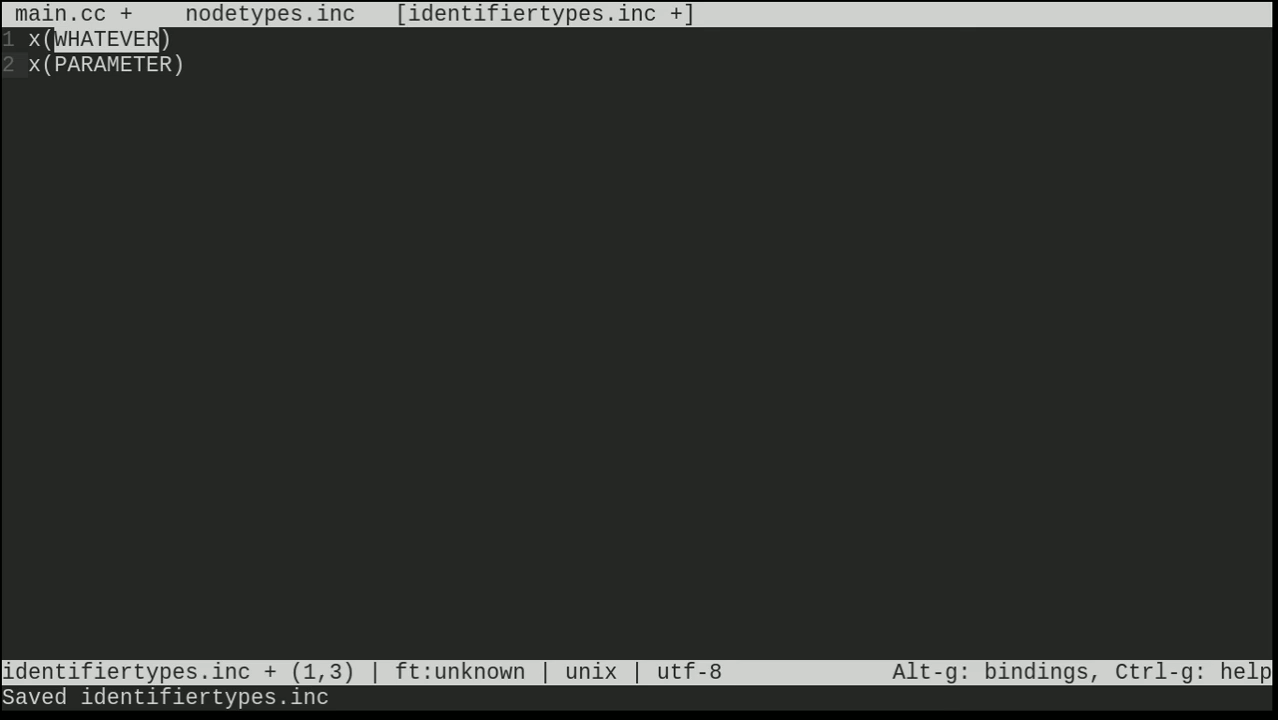 main.cc +    nodetypes.inc   [identifiertypes.inc +]
1 x(WHATEVER)
2 x(PARAMETER)
identifiertypes.inc + (1,3) | ft:unknown | unix | utf-8    Alt-g: bindings, Ctrl-g: help
Saved identifiertypes.inc